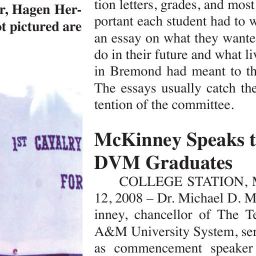 r, Hagen Her-
ot pictured are
1ST CAVALRY
FOR
tion letters, grades, and most
portant each student had to w
an essay on what they wante
do in their future and what liv
in Bremond had meant to th
The essays usually catch the
tention of the committee.
McKinney Speaks t
DVM Graduates
COLLEGE STATION, M
12, 2008 – Dr. Michael D. M
inney, chancellor of The Te
A&M University System, ser
as commencement speaker